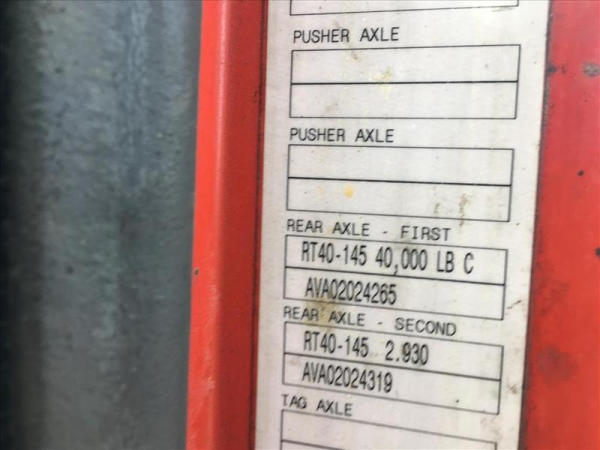 PUSHER AXLE
PUSHER AXLE
REAR AXLE - FIRST
RT40-145 40,000 LB C
AVA02024265
REAR AXLE - SECOND
RT40-145 2.930
AVA02024319
TAG AXLE